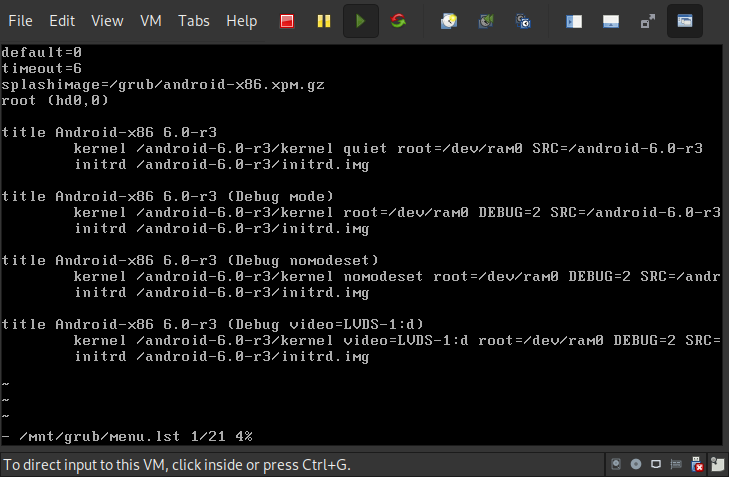 File Edit View VM Tabs Help
default=0
timeout=6
splashimage=/grub/android-x86.xpm.gz
root (hd0,0)
title Android-x86 6.0-r3
kernel /android-6.0-r3/kernel quiet root=/dev/ram0 SRC=/android-6.0-r3
initrd /android-6.0-r3/initrd.img
title Android-x86 6.0-r3 (Debug mode)
kernel /android-6.0-r3/kernel root=/dev/ram0 DEBUG=2 SRC=/android-6.0-r3
initrd /android-6.0-r3/initrd.img
title Android-x86 6.0-r3 (Debug nomodeset)
kernel /android-6.0-r3/kernel nomodeset root=/dev/ram0 DEBUG=2 SRC=/andr
initrd /android-6.0-r3/initrd.img
title Android-x86 6.0-r3 (Debug video=LVDS-1:d)
kernel /android-6.0-r3/kernel video=LVDS-1:d root=/dev/ram0 DEBUG=2 SRC=
initrd /android-6.0-r3/initrd.img
~
~
~
- /mnt/grub/menu.lst 1/21 4%
To direct input to this VM, click inside or press Ctrl+G.